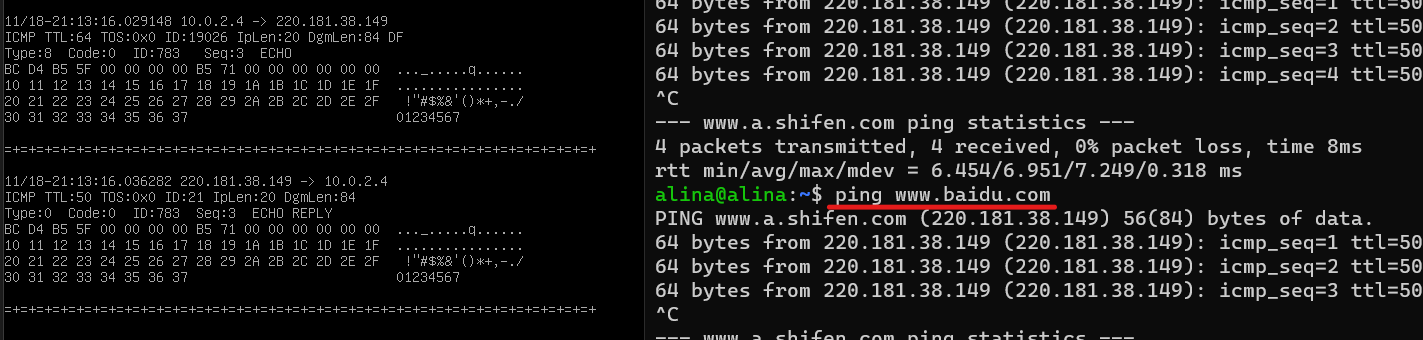 11/18-21:13:16.029148 10.0.2.4 -> 220.181.38.149
ICMP TTL:64 TOS:0x0 ID:19026 IpLen:20 DgmLen:84 DF
Type:8  Code:0  ID:783   Seq:3  ECHO
BC D4 B5 5F 00 00 00 00 B5 71 00 00 00 00 00 00  ..._.....q......
10 11 12 13 14 15 16 17 18 19 1A 1B 1C 1D 1E 1F  ................
20 21 22 23 24 25 26 27 28 29 2A 2B 2C 2D 2E 2F   !"#$%&'()*+,-./
30 31 32 33 34 35 36 37                          01234567
=+=+=+=+=+=+=+=+=+=+=+=+=+=+=+=+=+=+=+=+=+=+=+=+=+=+=+=+=+=+=+=+=+=+=+=+=+
11/18-21:13:16.036282 220.181.38.149 -> 10.0.2.4
ICMP TTL:50 TOS:0x0 ID:21 IpLen:20 DgmLen:84
Type:0  Code:0  ID:783  Seq:3  ECHO REPLY
BC D4 B5 5F 00 00 00 00 B5 71 00 00 00 00 00 00  ..._.....q......
10 11 12 13 14 15 16 17 18 19 1A 1B 1C 1D 1E 1F  ................
20 21 22 23 24 25 26 27 28 29 2A 2B 2C 2D 2E 2F   !"#$%&'()*+,-./
30 31 32 33 34 35 36 37                          01234567
=+=+=+=+=+=+=+=+=+=+=+=+=+=+=+=+=+=+=+=+=+=+=+=+=+=+=+=+=+=+=+=+=+=+=+=+=+
64 bytes from 220.181.38.149 (220.181.38.149): icmp_seq=1 ttl=50
64 bytes from 220.181.38.149 (220.181.38.149): icmp_seq=2 ttl=50
64 bytes from 220.181.38.149 (220.181.38.149): icmp_seq=3 ttl=50
64 bytes from 220.181.38.149 (220.181.38.149): icmp_seq=4 ttl=50
^C
--- www.a.shifen.com ping statistics ---
4 packets transmitted, 4 received, 0% packet loss, time 8ms
rtt min/avg/max/mdev = 6.454/6.951/7.249/0.318 ms
alina@alina:~$ ping www.baidu.com
PING www.a.shifen.com (220.181.38.149) 56(84) bytes of data.
64 bytes from 220.181.38.149 (220.181.38.149): icmp_seq=1 ttl=50
64 bytes from 220.181.38.149 (220.181.38.149): icmp_seq=2 ttl=50
64 bytes from 220.181.38.149 (220.181.38.149): icmp_seq=3 ttl=50
^C
--- www.a.shifen.com ping statistics ---